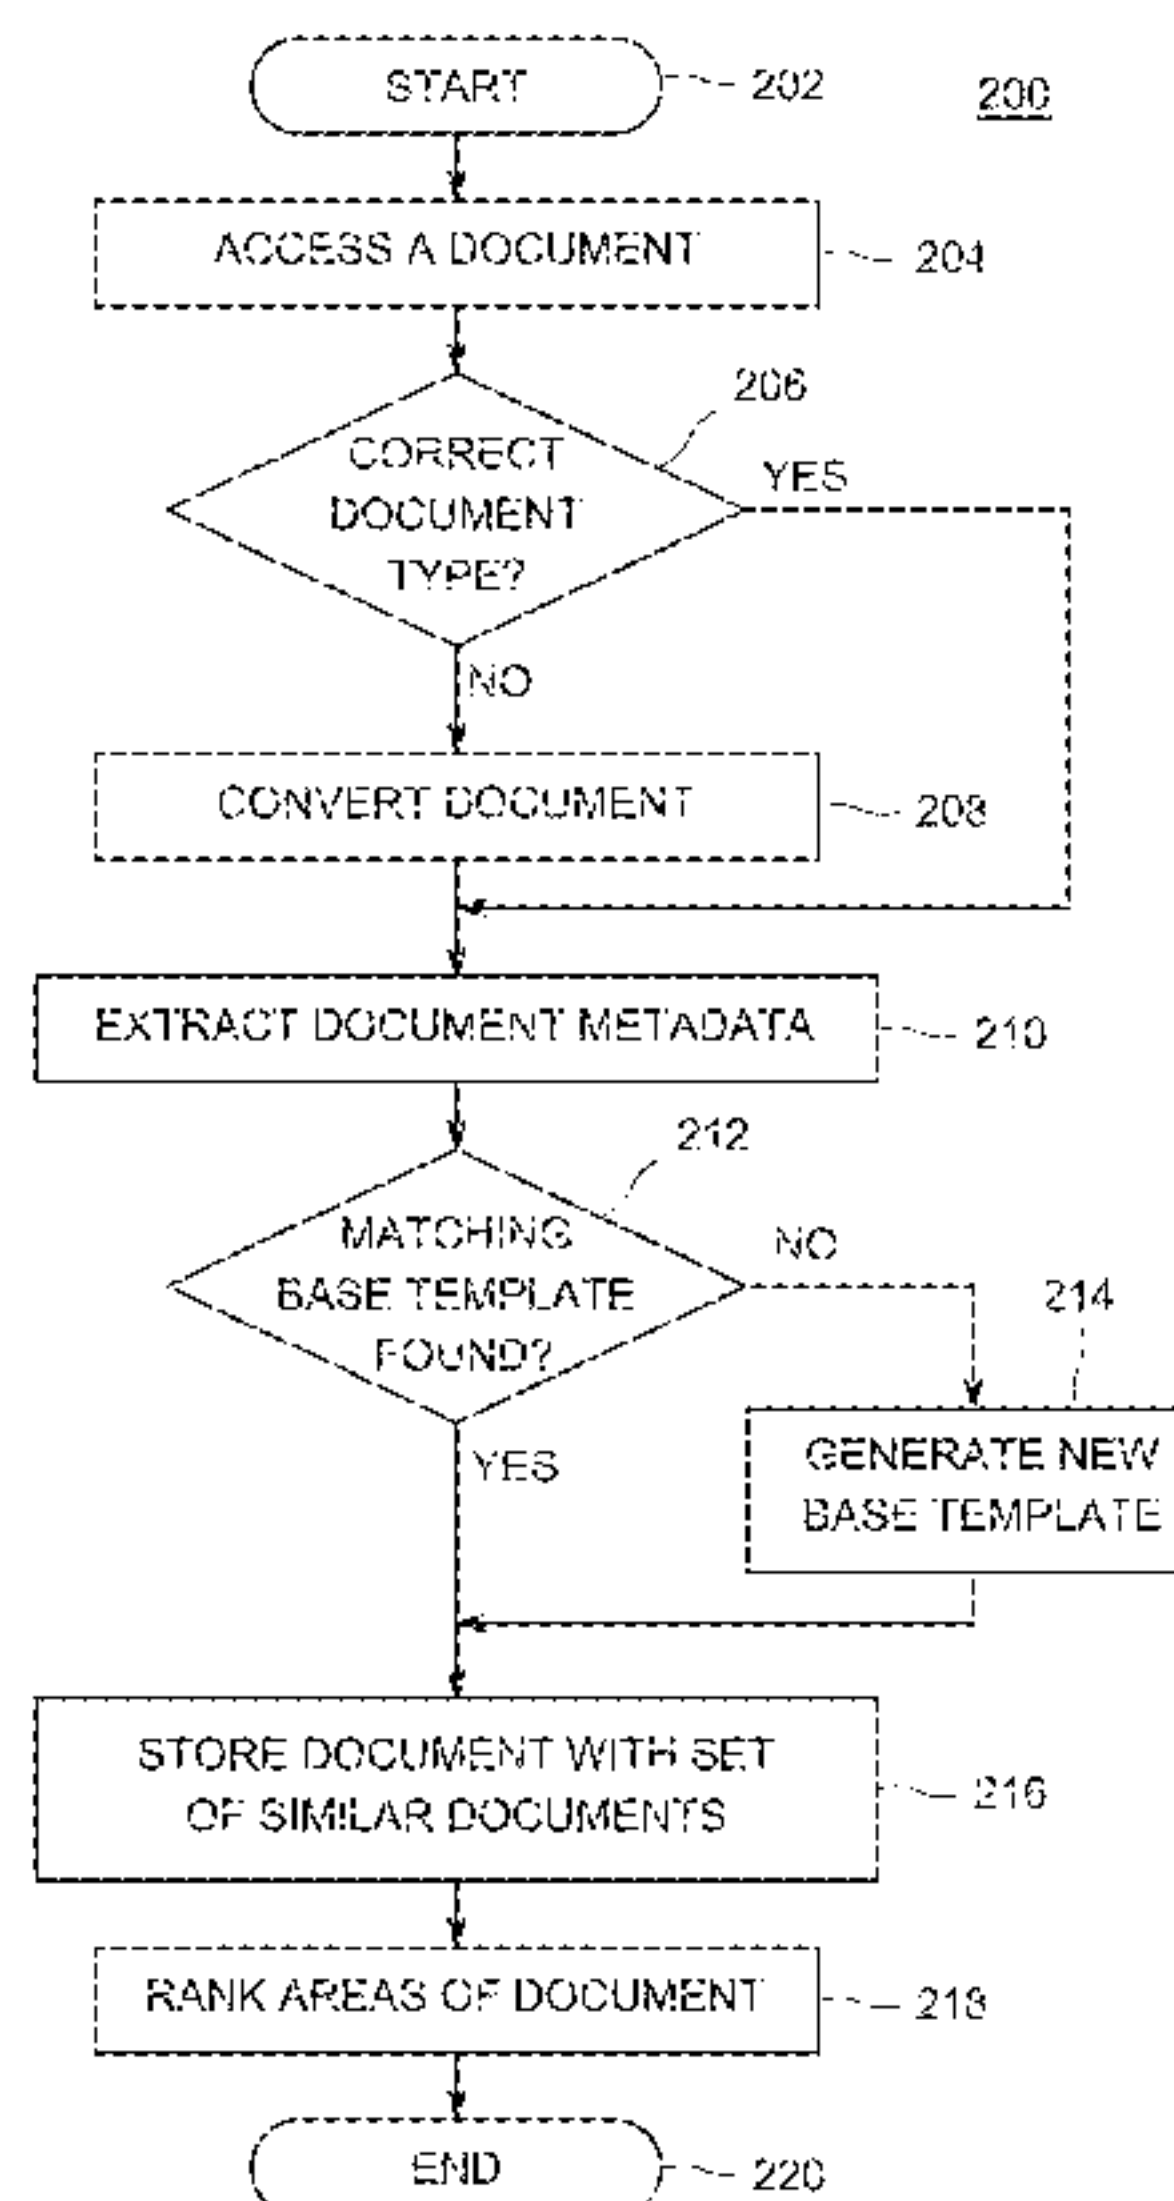 START
202
200
ACCESS A DOCUMENT
204
206
CORRECT
DOCUMENT
TYPE?
YES
NO
CONVERT DOCUMENT
208
EXTRACT DOCUMENT METADATA
210
212
MATCHING
BASE TEMPLATE
FOUND?
NO
214
GENERATE NEW
BASE TEMPLATE
YES
STORE DOCUMENT WITH SET
OF SIMILAR DOCUMENTS
216
RANK AREAS OF DOCUMENT
218
END
220